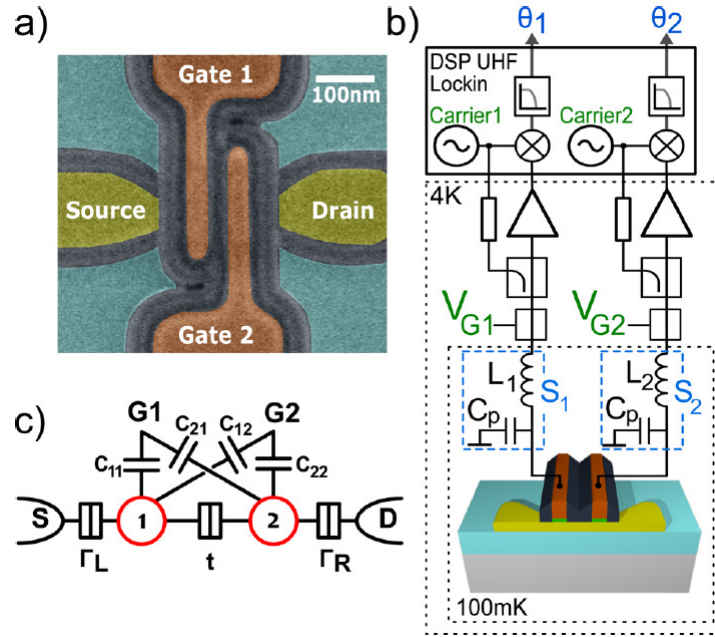 a)
Gate 1
100nm
Source
Drain
Gate 2
b)
θ1
θ2
DSP UHF
Lockin
Carrier1
Carrier2
4K
VG1
VG2
L1
S1
L2
S2
Cp
Cp
100mK
c)
G1
C21
C12
G2
C11
C22
S
1
2
D
ΓL
t
ΓR